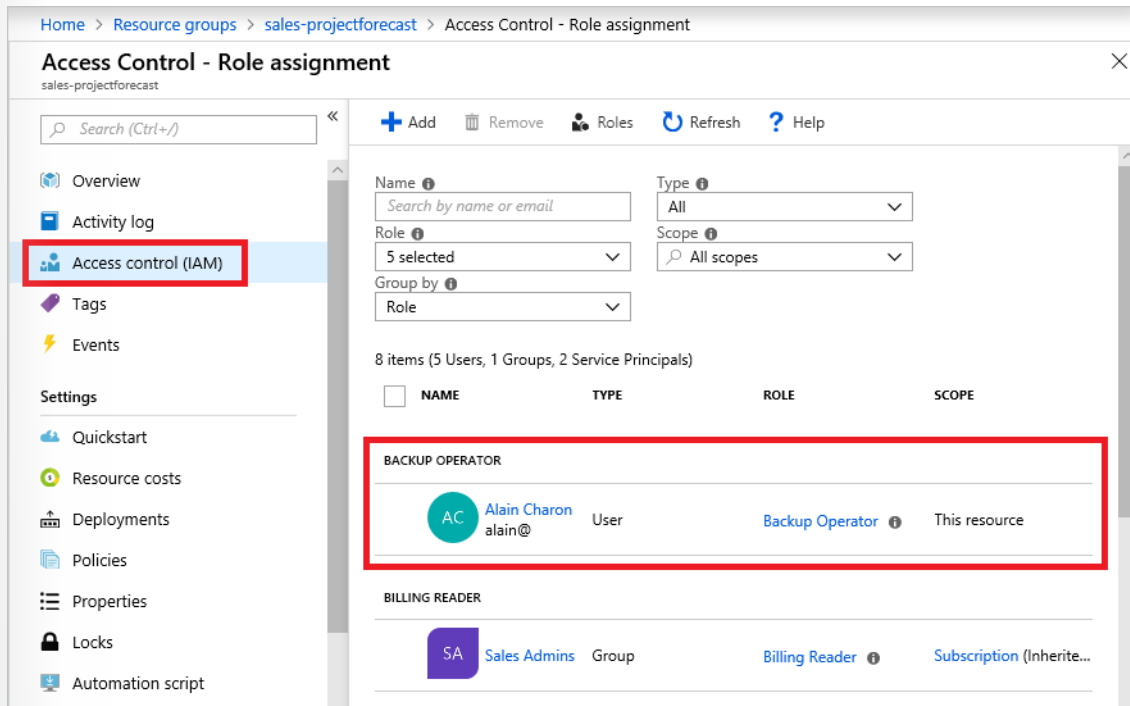 Home > Resource groups > sales-projectforecast > Access Control - Role assignment
Access Control - Role assignment
sales-projectforecast
Search (Ctrl+/)
Overview
Activity log
Access control (IAM)
Tags
Events
Settings
Quickstart
Resource costs
Deployments
Policies
Properties
Locks
Automation script
Add Remove Roles Refresh Help
Name Type
Search by name or email All
Role Scope
5 selected All scopes
Group by
Role
8 items (5 Users, 1 Groups, 2 Service Principals)
NAME TYPE ROLE SCOPE
BACKUP OPERATOR
AC Alain Charon User Backup Operator This resource
alain@
BILLING READER
SA Sales Admins Group Billing Reader Subscription (Inherite...